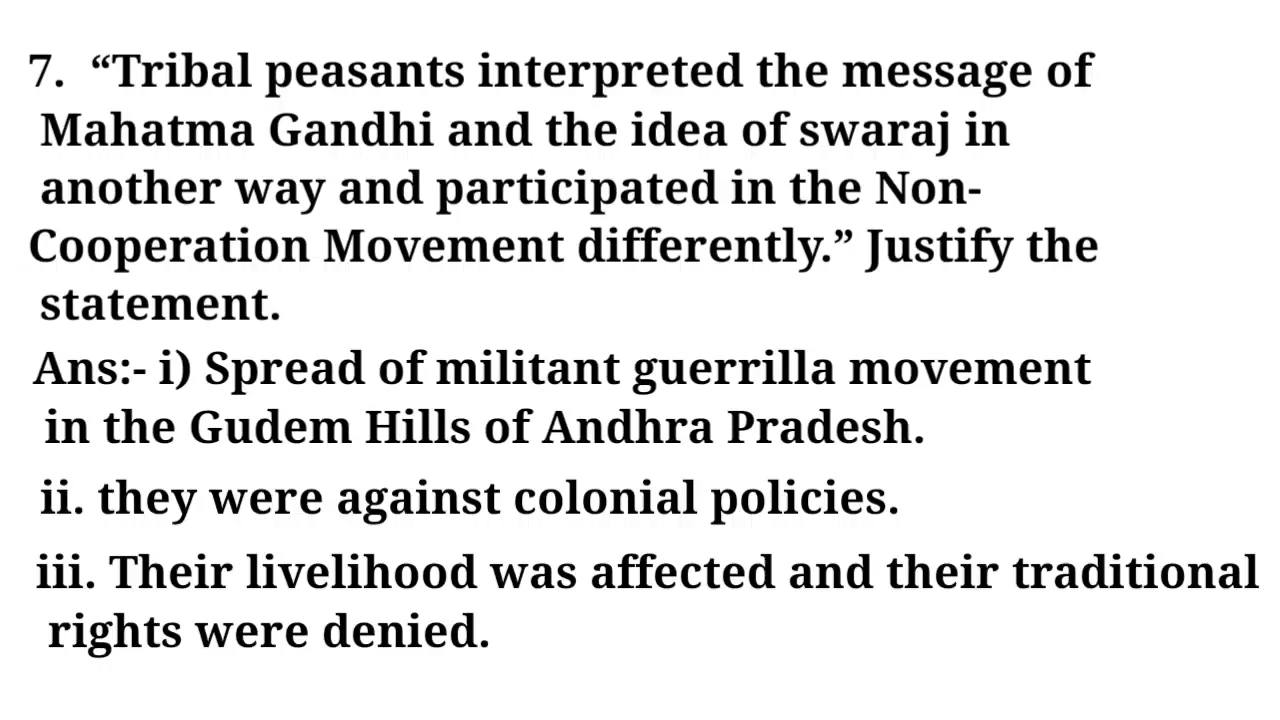 7. “Tribal peasants interpreted the message of
Mahatma Gandhi and the idea of swaraj in
another way and participated in the Non-
Cooperation Movement differently.” Justify the
statement.
Ans:- i) Spread of militant guerrilla movement
in the Gudem Hills of Andhra Pradesh.
ii. they were against colonial policies.
iii. Their livelihood was affected and their traditional
rights were denied.